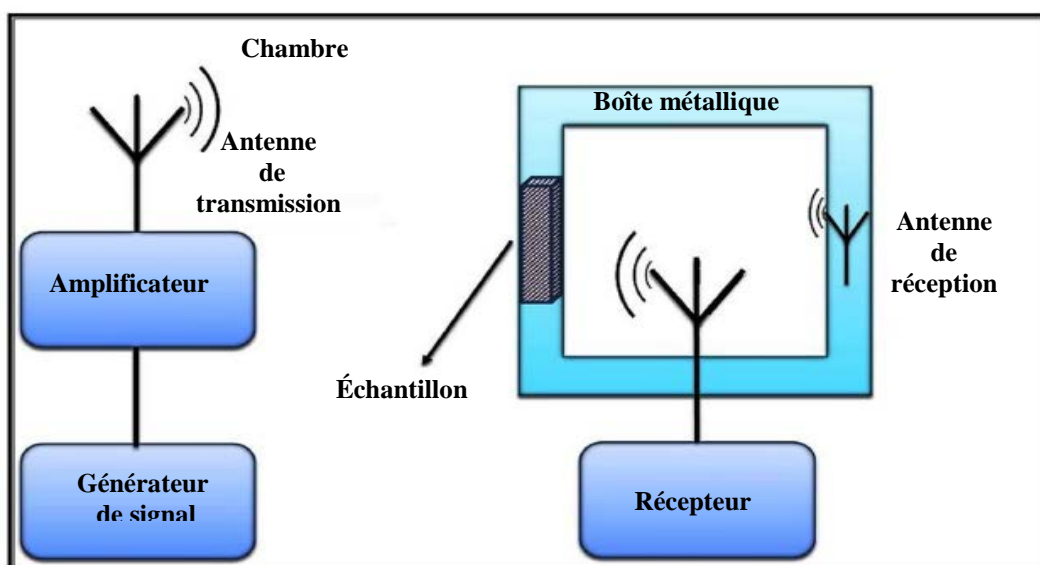 Chambre
Antenne
de
transmission
Amplificateur
Générateur
de signal
Boîte métallique
Échantillon
Antenne
de
réception
Récepteur